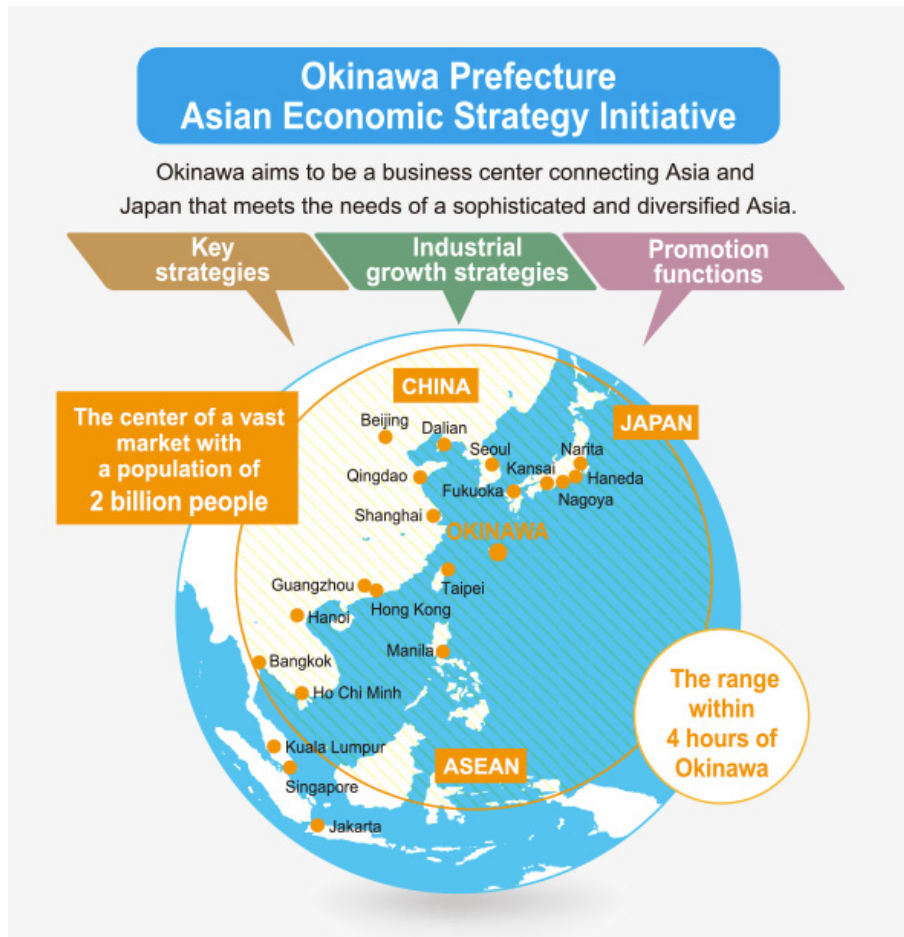 Okinawa Prefecture
Asian Economic Strategy Initiative
Okinawa aims to be a business center connecting Asia and
Japan that meets the needs of a sophisticated and diversified Asia.
Key
strategies
Industrial
growth strategies
Promotion
functions
The center of a vast
market with
a population of
2 billion people
CHINA
JAPAN
Beijing
Dalian
Seoul
Narita
Kansai
Qingdao
Haneda
Fukuoka
Nagoya
Shanghai
OKINAWA
Guangzhou
Taipei
Hong Kong
Hanoi
Manila
Bangkok
Ho Chi Minh
The range
within
4 hours of
Okinawa
Kuala Lumpur
ASEAN
Singapore
Jakarta